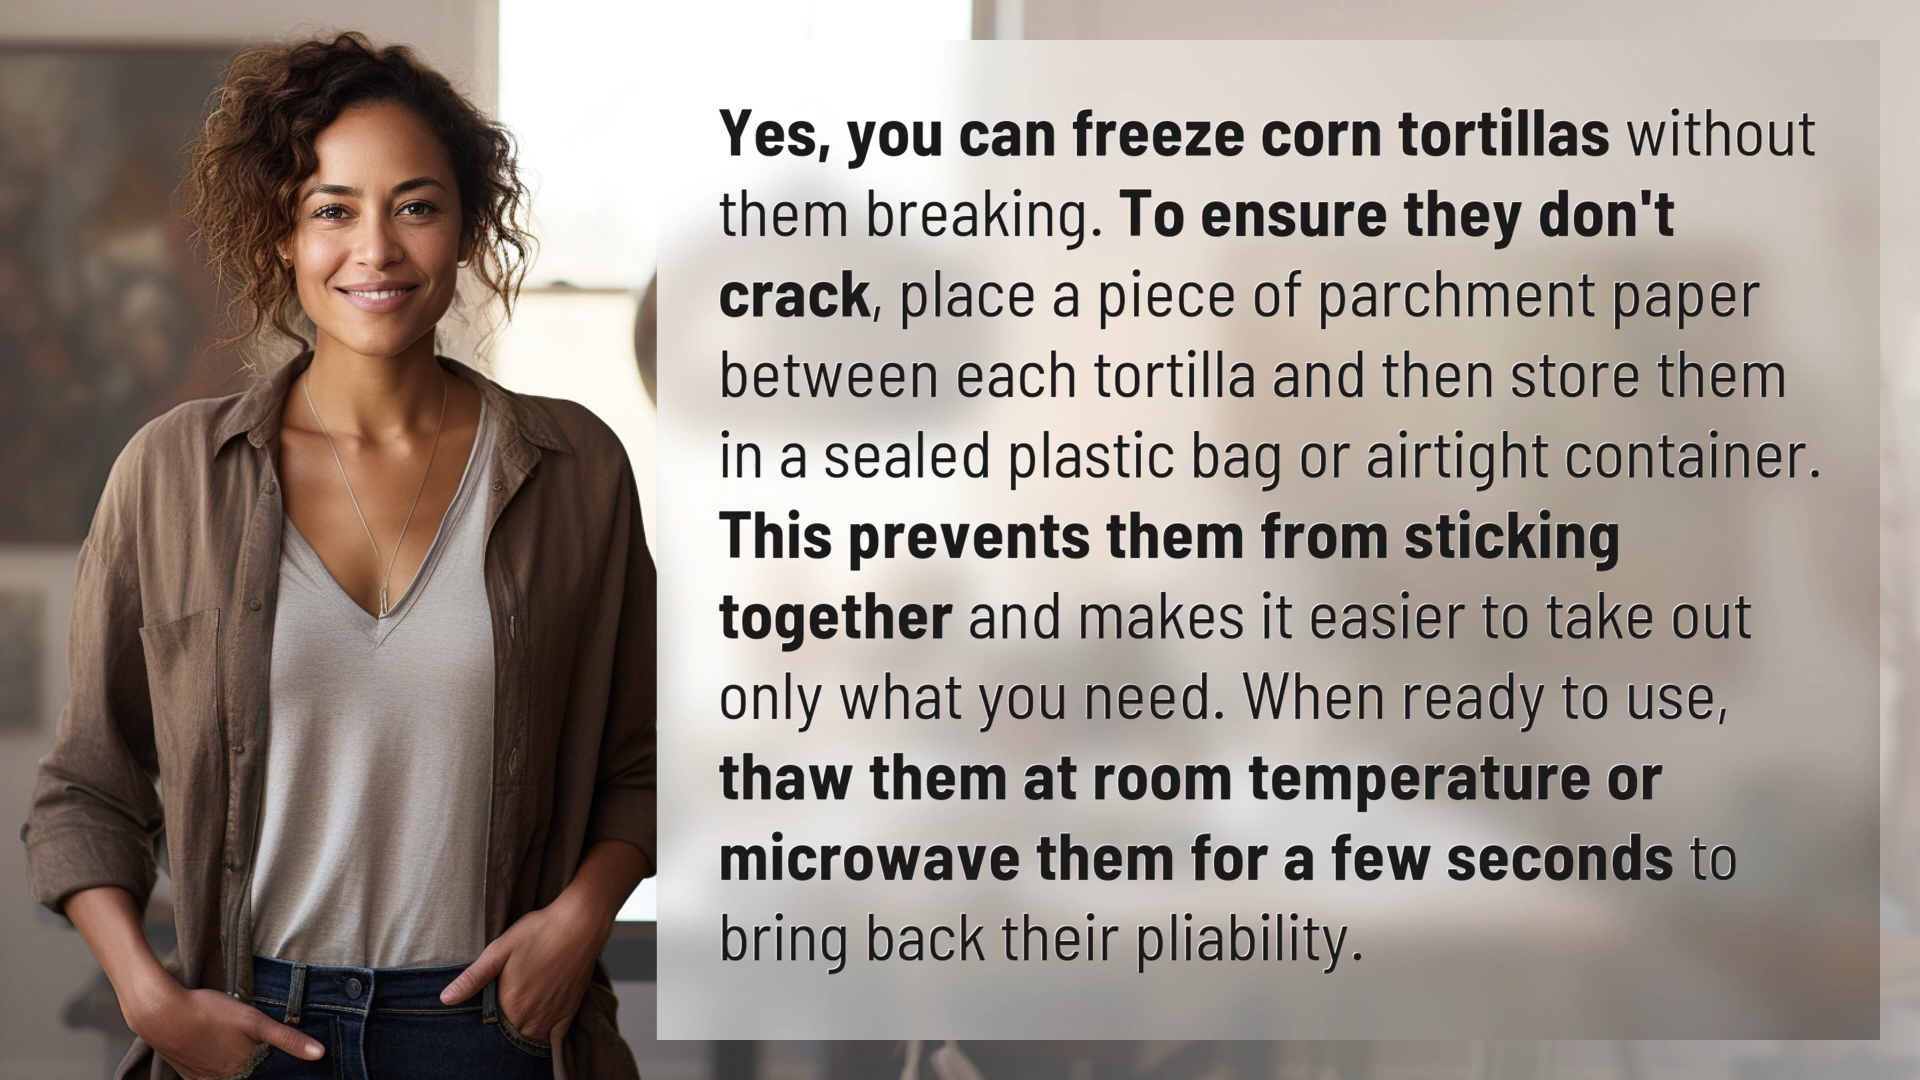 Yes, you can freeze corn tortillas without
them breaking. To ensure they don't
crack, place a piece of parchment paper
between each tortilla and then store them
in a sealed plastic bag or airtight container.
This prevents them from sticking
together and makes it easier to take out
only what you need. When ready to use,
thaw them at room temperature or
microwave them for a few seconds to
bring back their pliability.